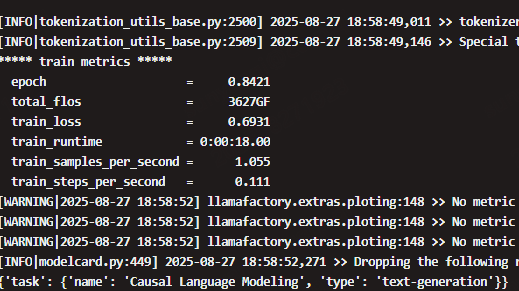 [INFO|tokenization_utils_base.py:2500] 2025-08-27 18:58:49,011 >> tokenizer
[INFO|tokenization_utils_base.py:2509] 2025-08-27 18:58:49,146 >> Special t
***** train metrics *****
epoch = 0.8421
total_flos = 3627GF
train_loss = 0.6931
train_runtime = 0:00:18.00
train_samples_per_second = 1.055
train_steps_per_second = 0.111
[WARNING|2025-08-27 18:58:52] llamafactory.extras.ploting:148 >> No metric
[WARNING|2025-08-27 18:58:52] llamafactory.extras.ploting:148 >> No metric
[WARNING|2025-08-27 18:58:52] llamafactory.extras.ploting:148 >> No metric
[INFO|modelcard.py:449] 2025-08-27 18:58:52,271 >> Dropping the following r
{'task': {'name': 'Causal Language Modeling', 'type': 'text-generation'}}